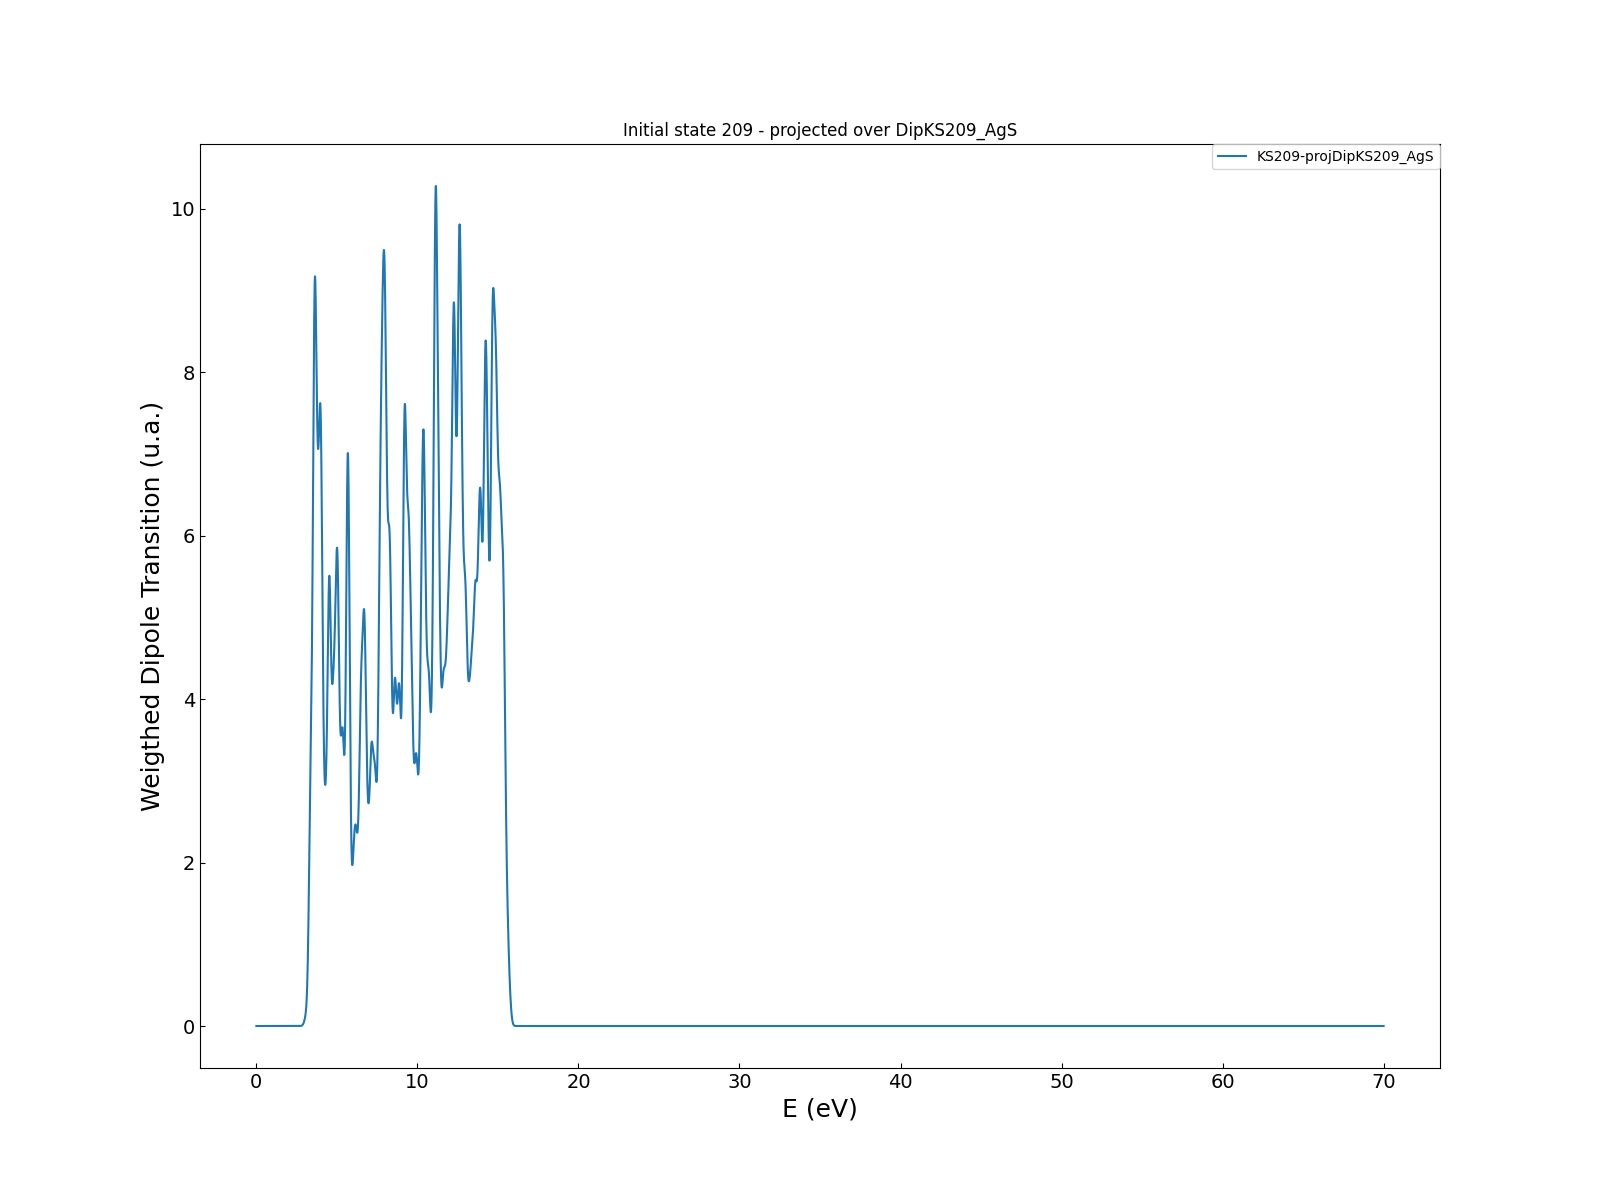 Initial state 209 - projected over DipKS209_AgS
KS209-projDipKS209_AgS
Weigthed Dipole Transition (u.a.)
10
8
6
4
2
0
0 10 20 30 40 50 60 70
E (eV)